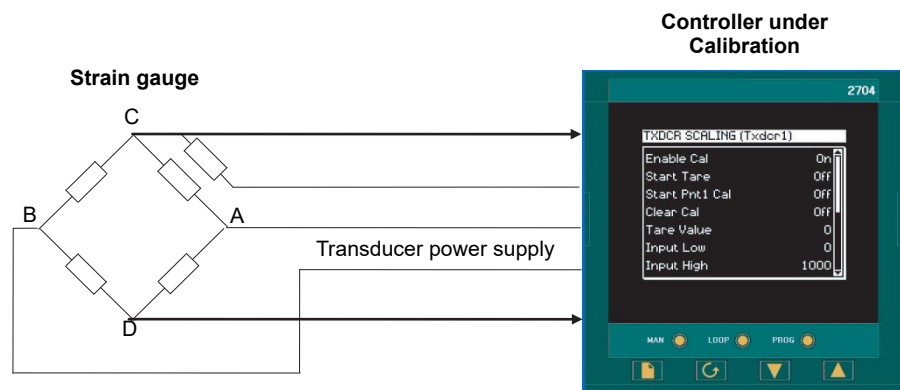 Controller under
Calibration
Strain gauge
2704
C
TXDCR SCALING (Txdcr1)
Enable Cal On
Start Tare Off
Start Pnt1 Cal Off
Clear Cal Off
Tare Value 0
Input Low 0
Input High 1000
B
A
Transducer power supply
D
MAN LOOP PROG